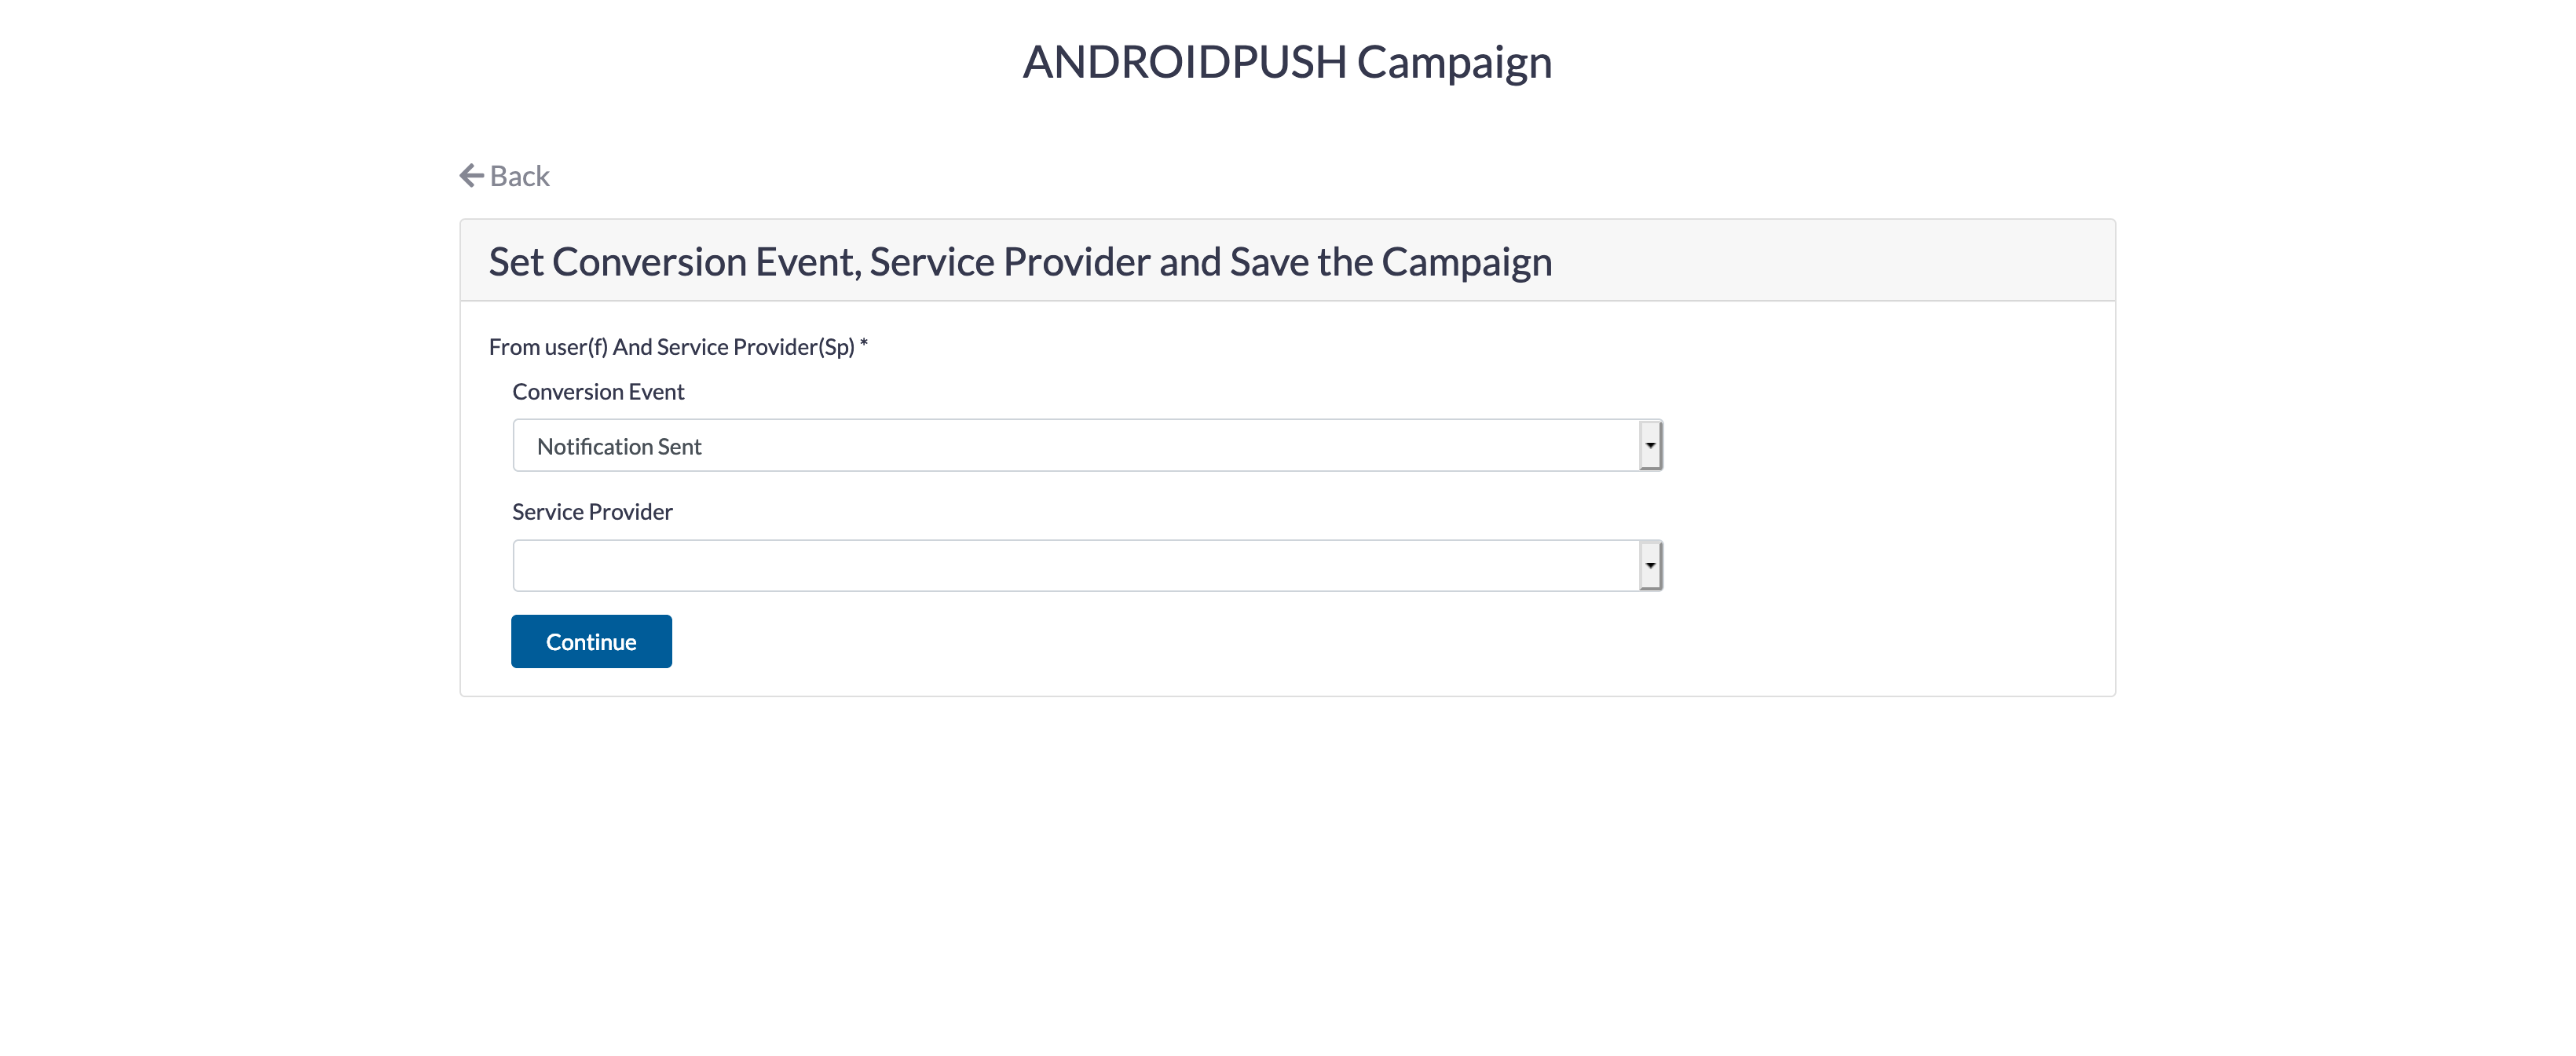 ANDROIDPUSH Campaign
Back
Set Conversion Event, Service Provider and Save the Campaign
From user(f) And Service Provider(Sp) *
Conversion Event
Notification Sent
Service Provider
Continue